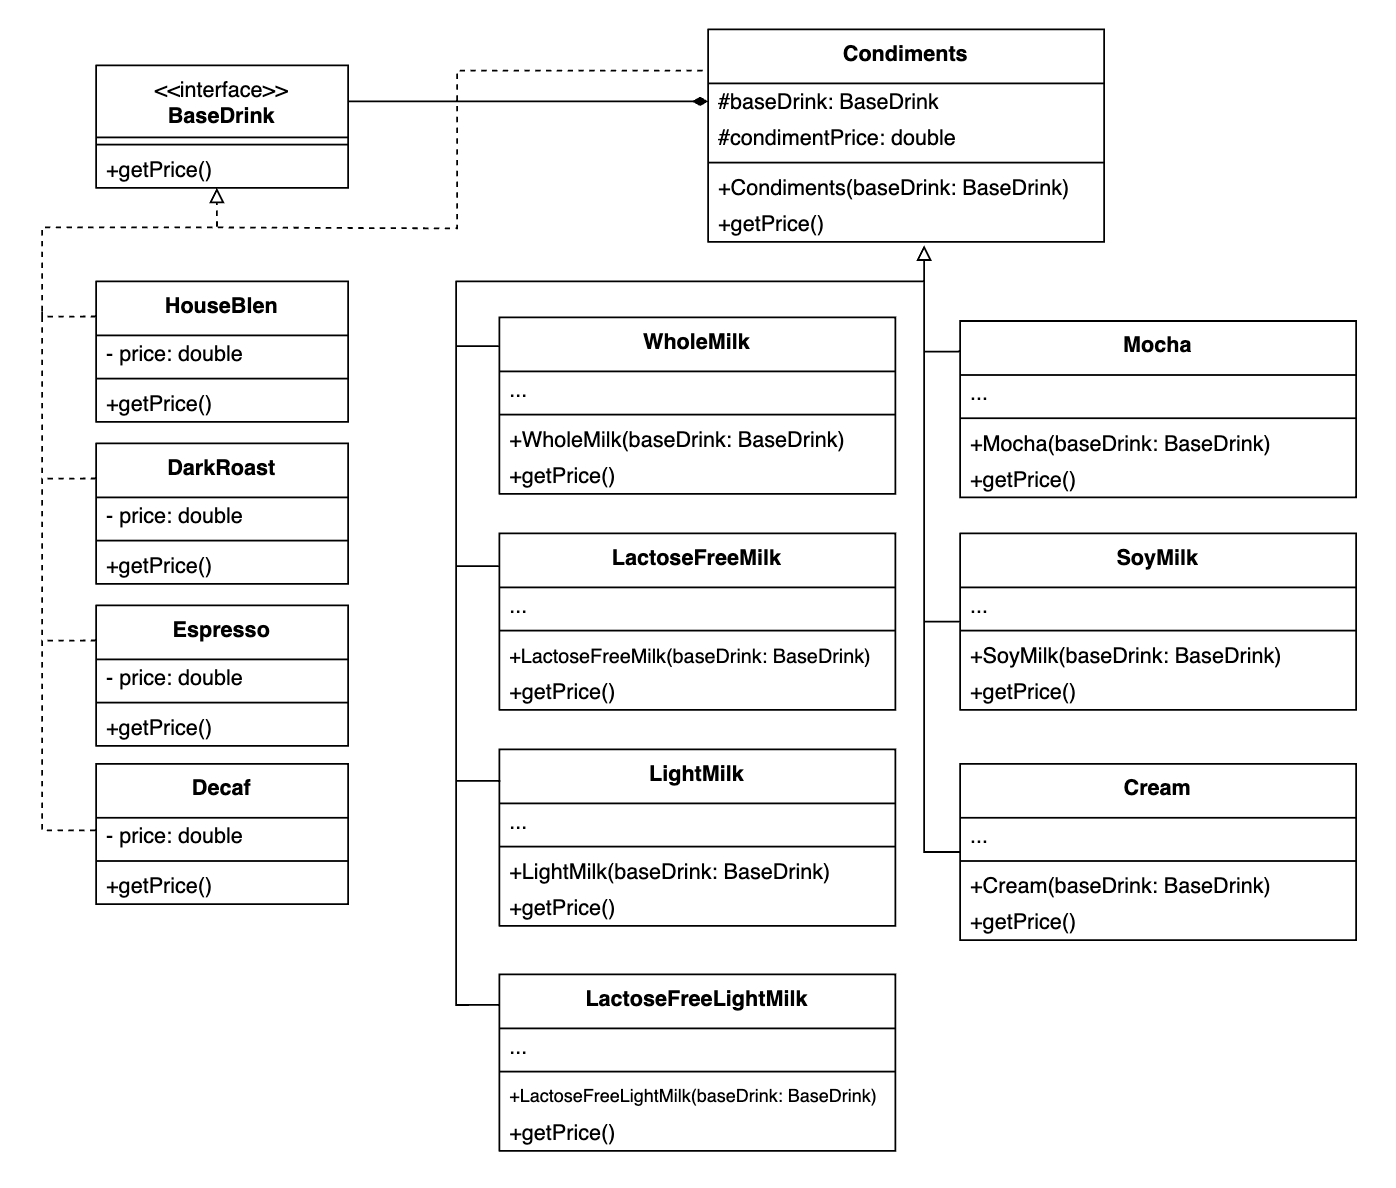 <<interface>>
BaseDrink
+getPrice()
Condiments
#baseDrink: BaseDrink
#condimentPrice: double
+Condiments(baseDrink: BaseDrink)
+getPrice()
HouseBlen
- price: double
+getPrice()
DarkRoast
- price: double
+getPrice()
Espresso
- price: double
+getPrice()
Decaf
- price: double
+getPrice()
WholeMilk
...
+WholeMilk(baseDrink: BaseDrink)
+getPrice()
LactoseFreeMilk
...
+LactoseFreeMilk(baseDrink: BaseDrink)
+getPrice()
LightMilk
...
+LightMilk(baseDrink: BaseDrink)
+getPrice()
LactoseFreeLightMilk
...
+LactoseFreeLightMilk(baseDrink: BaseDrink)
+getPrice()
Mocha
...
+Mocha(baseDrink: BaseDrink)
+getPrice()
SoyMilk
...
+SoyMilk(baseDrink: BaseDrink)
+getPrice()
Cream
...
+Cream(baseDrink: BaseDrink)
+getPrice()